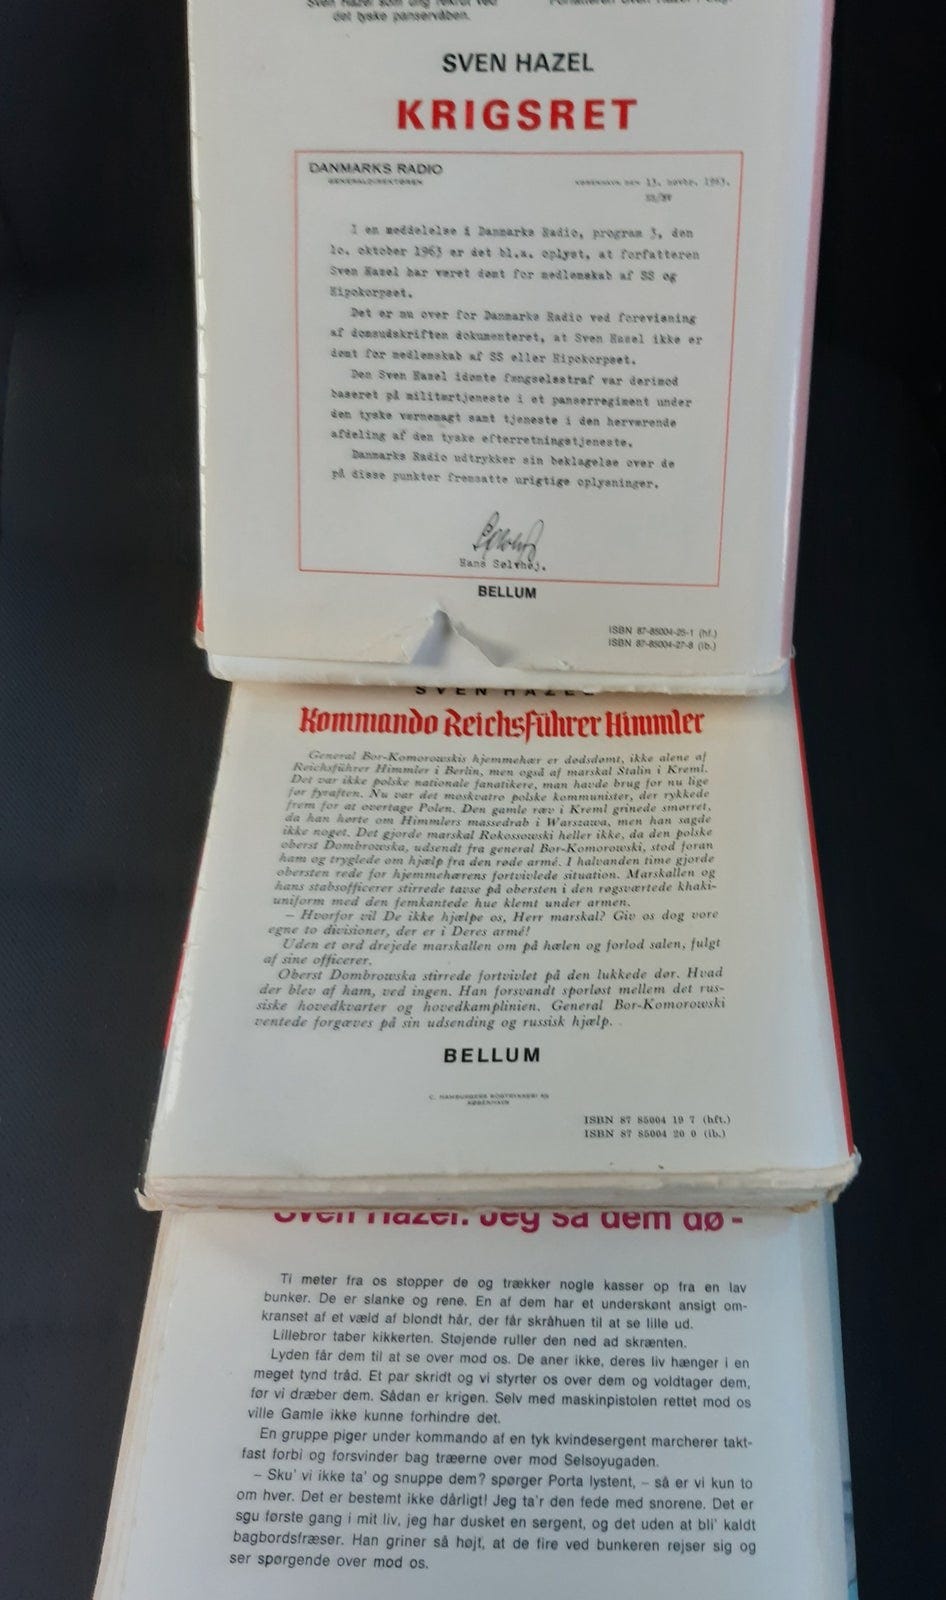 det tyske panservåben.
SVEN HAZEL
KRIGSRET
DANMARKS RADIO
GENERALDIREKTØREN
KØBENHAVN DEN 13. novbr. 1963.
I en meddelelse i Danmarks Radio, program 3, den
1o. oktober 1963 er det bl.a. oplyst, at forfatteren
Sven Hazel har været dømt for medlemskab af SS og
Hipokorpset.
Det er nu over for Danmarks Radio ved forevisning
af domsudskriften dokumenteret, at Sven Hazel ikke er
dømt for medlemskab af SS eller Hipokorpset.
Den Sven Hazel idømte fængselsstraf var derimod
baseret på militærtjeneste i et panserregiment under
den tyske værnemagt samt tjeneste i den herværende
afdeling af den tyske efterretningstjeneste.
Danmarks Radio udtrykker sin beklagelse over de
på disse punkter fremsatte urigtige oplysninger.
Hans Sølvhøj.
BELLUM
ISBN 87-85004-25-1 (hf.)
ISBN 87-85004-27-8 (ib.)
SVEN HAZEL
Kommando Reichsführer Himmler
General Bor-Komorowskis hjemmehær er dødsdømt, ikke alene af
Reichsführer Himmler i Berlin, men også af marskal Stalin i Kreml.
Det var ikke polske nationale fanatikere, man havde brug for nu lige
før fyraften. Nu var det moskvatro polske kommunister, der rykkede
frem for at overtage Polen. Den gamle ræv i Kreml grinede smørret,
da han hørte om Himmlers massedrab i Warszawa, men han sagde
ikke noget. Det gjorde marskal Rokossowski heller ikke, da den polske
oberst Dombrowska, udsendt fra general Bor-Komorowski, stod foran
ham og tryglede om hjælp fra den røde armé. I halvanden time gjorde
obersten rede for hjemmehærens fortvivlede situation. Marskallen og
hans stabsofficerer stirrede tavse på obersten i den røgsværtede khaki-
uniform med den femkantede hue klemt under armen.
– Hvorfor vil De ikke hjælpe os, Herr marskal? Giv os dog vore
egne to divisioner, der er i Deres armé!
Uden et ord drejede marskallen om på hælen og forlod salen, fulgt
af sine officerer.
Oberst Dombrowska stirrede fortvivlet på den lukkede dør. Hvad
der blev af ham, ved ingen. Han forsvandt sporløst mellem det rus-
siske hovedkvarter og hovedkamplinien. General Bor-Komorowski
ventede forgæves på sin udsending og russisk hjælp.
BELLUM
C. HAMBURGERS BOGTRYKKERI AS
KØBENHAVN
ISBN 87 85004 19 7 (hft.)
ISBN 87 85004 20 0 (ib.)
Sven Hazel: Jeg så dem dø -
Ti meter fra os stopper de og trækker nogle kasser op fra en lav
bunker. De er slanke og rene. En af dem har et underskønt ansigt om-
kranset af et væld af blondt hår, der får skråhuen til at se lille ud.
Lillebror taber kikkerten. Støjende ruller den ned ad skrænten.
Lyden får dem til at se over mod os. De aner ikke, deres liv hænger i en
meget tynd tråd. Et par skridt og vi styrter os over dem og voldtager dem,
før vi dræber dem. Sådan er krigen. Selv med maskinpistolen rettet mod os
ville Gamle ikke kunne forhindre det.
En gruppe piger under kommando af en tyk kvindesergent marcherer takt-
fast forbi og forsvinder bag træerne over mod Selsoyugaden.
– Sku' vi ikke ta' og snuppe dem? spørger Porta lystent, – så er vi kun to
om hver. Det er bestemt ikke dårligt! Jeg ta'r den fede med snorene. Det er
sgu første gang i mit liv, jeg har dusket en sergent, og det uden at bli' kaldt
bagbordsfræser. Han griner så højt, at de fire ved bunkeren rejser sig og
ser spørgende over mod os.